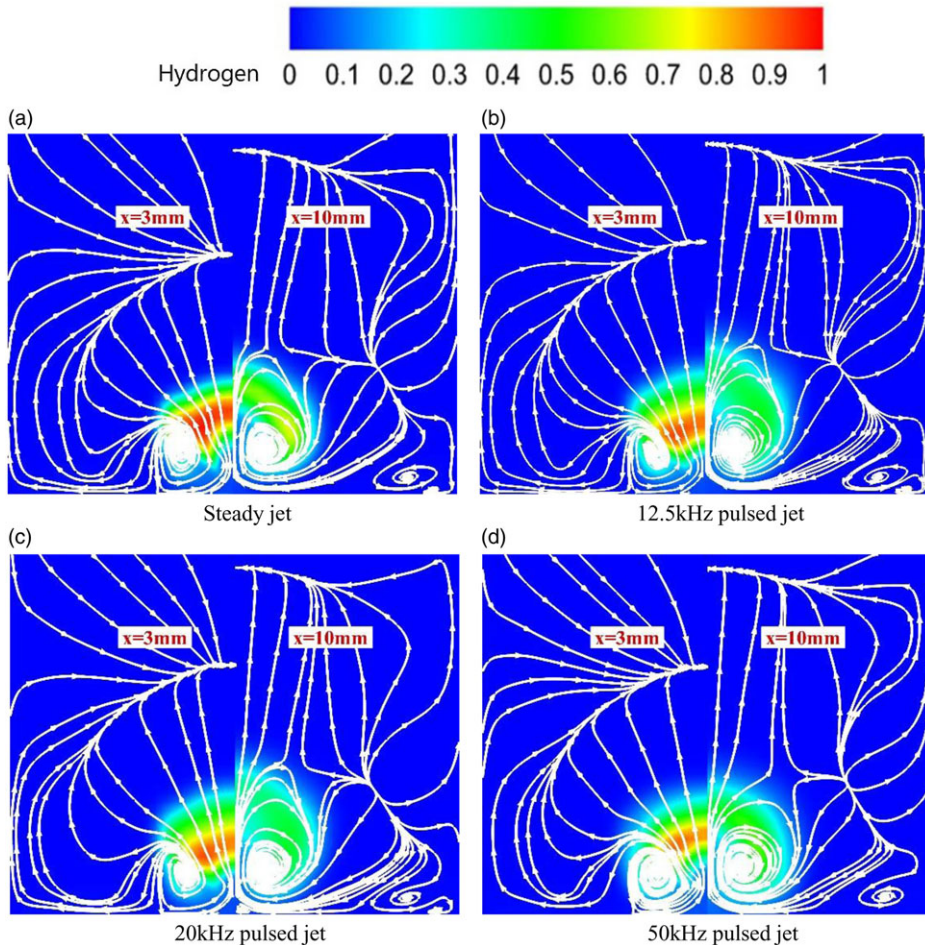 Hydrogen 0 0.1 0.2 0.3 0.4 0.5 0.6 0.7 0.8 0.9 1
(a)
(b)
x=3mm
x=10mm
x=3mm
x=10mm
Steady jet
12.5kHz pulsed jet
(c)
(d)
x=3mm
x=10mm
x=3mm
x=10mm
20kHz pulsed jet
50kHz pulsed jet